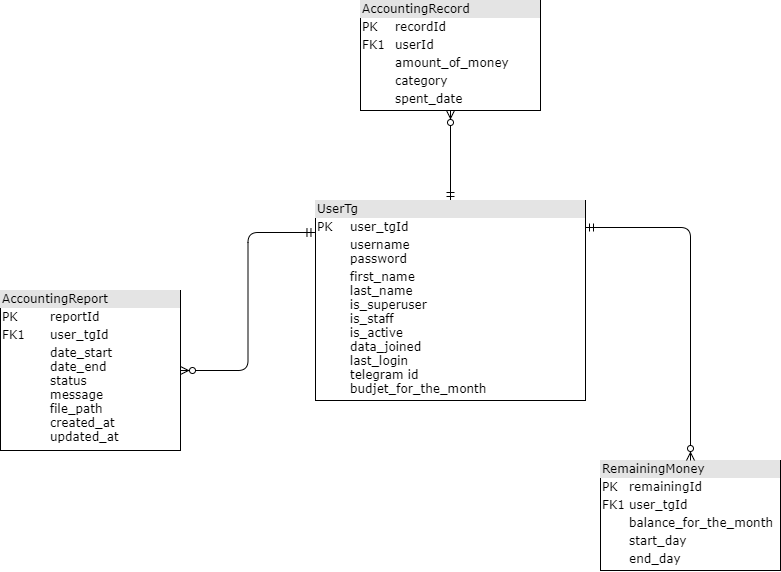 AccountingRecord
PK recordId
FK1 userId
amount_of_money
category
spent_date
UserTg
PK user_tgId
username
password
first_name
last_name
is_superuser
is_staff
is_active
data_joined
last_login
telegram id
budjet_for_the_month
AccountingReport
PK reportId
FK1 user_tgId
date_start
date_end
status
message
file_path
created_at
updated_at
RemainingMoney
PK remainingId
FK1 user_tgId
balance_for_the_month
start_day
end_day